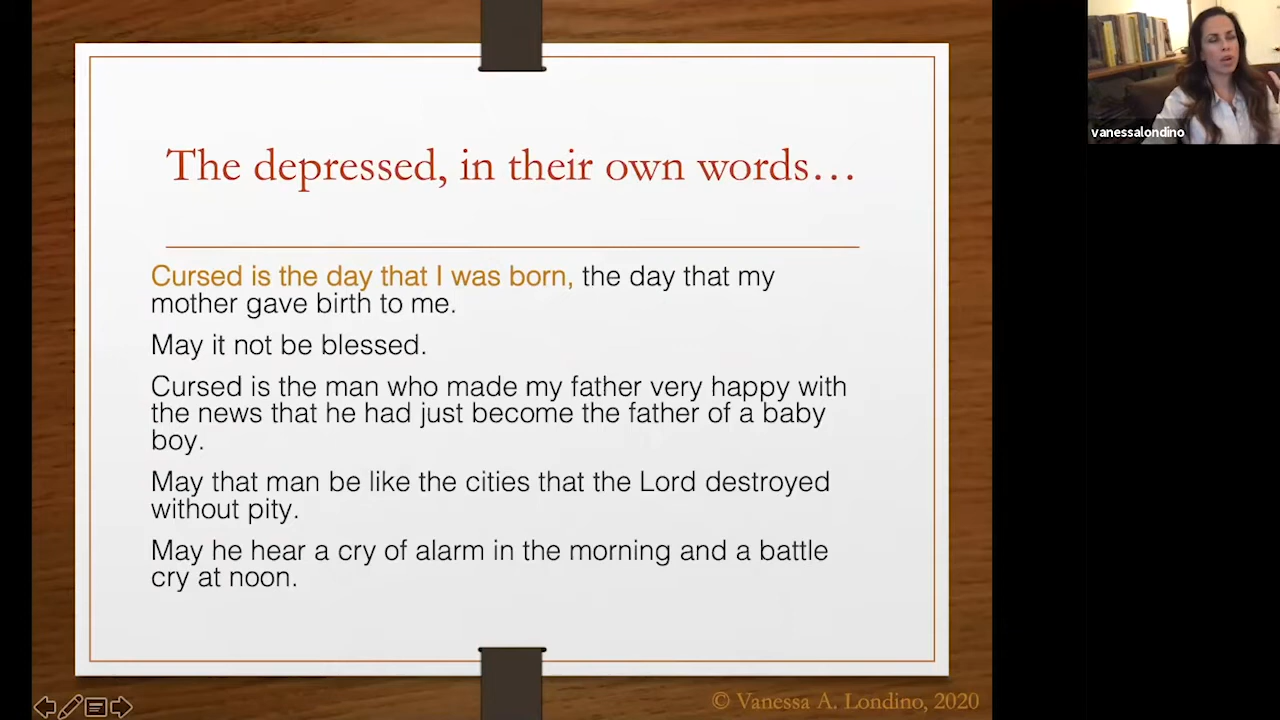 The depressed, in their own words…
Cursed is the day that I was born, the day that my
mother gave birth to me.
May it not be blessed.
Cursed is the man who made my father very happy with
the news that he had just become the father of a baby
boy.
May that man be like the cities that the Lord destroyed
without pity.
May he hear a cry of alarm in the morning and a battle
cry at noon.
© Vanessa A. Londino, 2020
vanessalondino